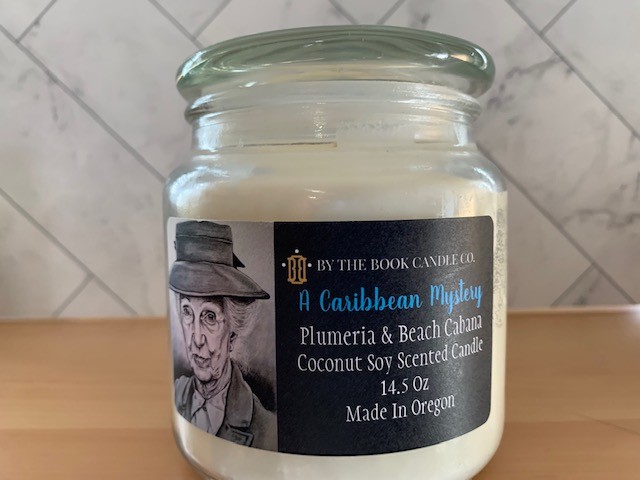 BY THE BOOK CANDLE CO.
A Caribbean Mystery
Plumeria & Beach Cabana
Coconut Soy Scented Candle
14.5 Oz
Made In Oregon